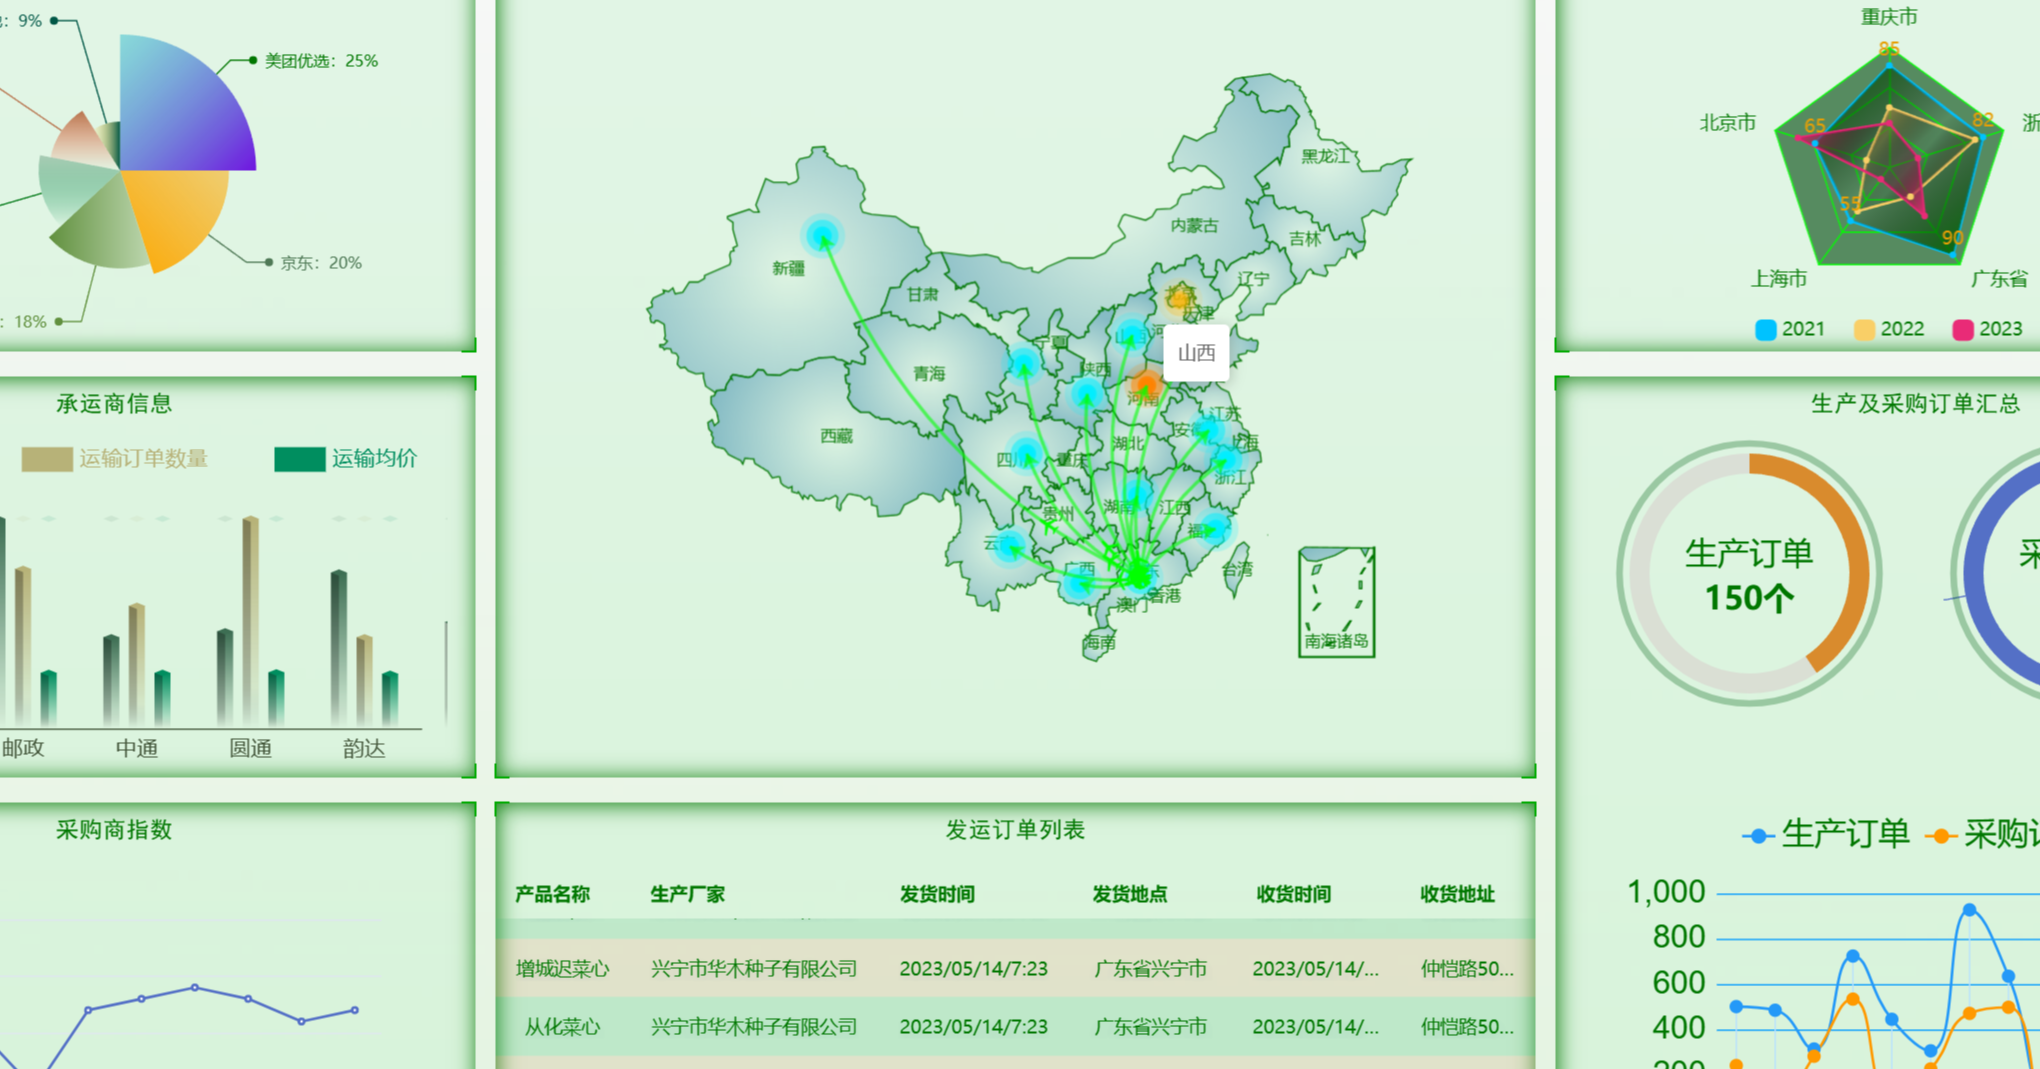 9%
美团优选：25%
京东：20%
18%
承运商信息
运输订单数量
运输均价
邮政
中通
圆通
韵达
采购商指数
黑龙江
内蒙古
吉林
辽宁
新疆
甘肃
北京
天津
宁夏
山西
山西
青海
陕西
河南
江苏
西藏
湖北
安徽
上海
四川
重庆
浙江
湖南
江西
贵州
福建
云南
广西
广东
台湾
澳门
香港
海南
南海诸岛
发运订单列表
产品名称 生产厂家 发货时间 发货地点 收货时间 收货地址
增城迟菜心 兴宁市华木种子有限公司 2023/05/14/7:23 广东省兴宁市 2023/05/14/... 仲恺路50...
从化菜心 兴宁市华木种子有限公司 2023/05/14/7:23 广东省兴宁市 2023/05/14/... 仲恺路50...
重庆市
85
北京市
65
82
浙
55
90
上海市
广东省
2021 2022 2023
生产及采购订单汇总
生产订单
150个
采
生产订单 采购
1,000
800
600
400